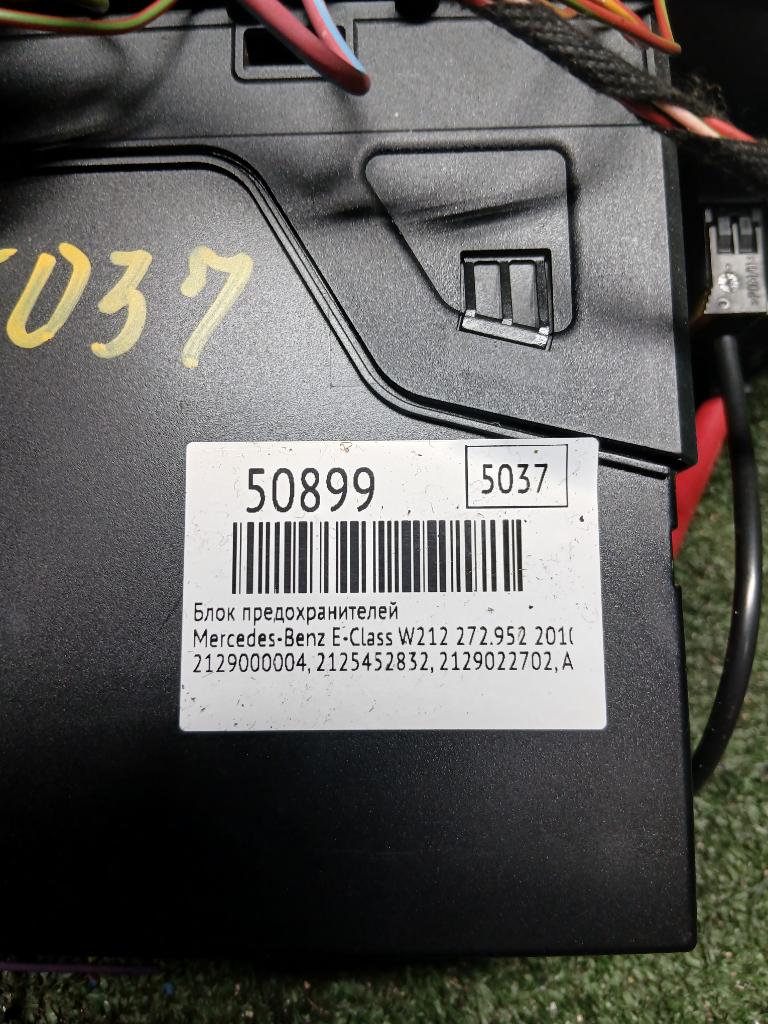 5037
50899
5037
Блок предохранителей
Mercedes-Benz E-Class W212 272.952 201
2129000004, 2125452832, 2129022702, A